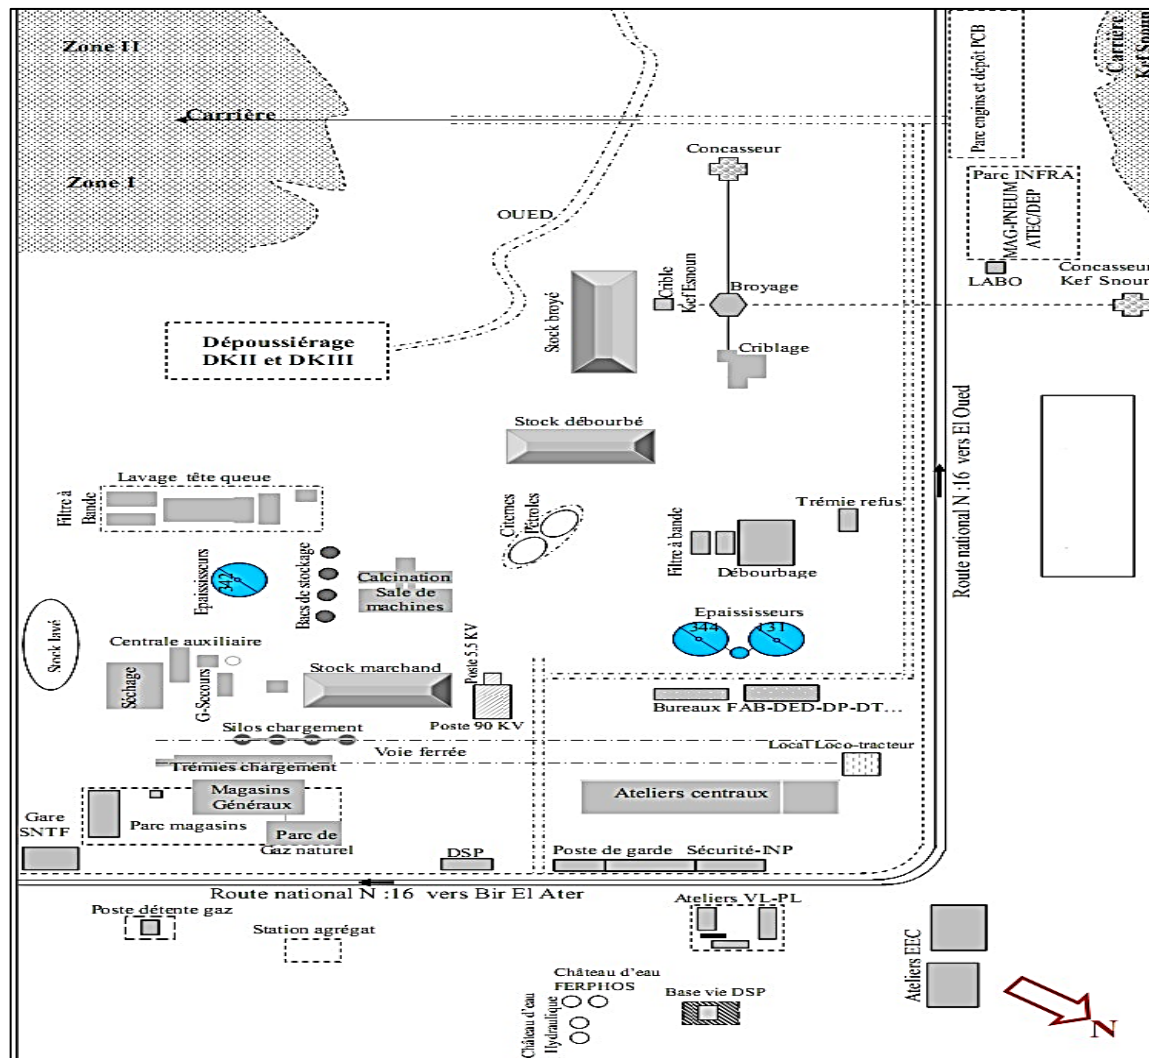 Zone II
Carrière
Zone I
OUED
Concasseur
Parc engins et dépôt PCB
Carrière
Kef Snoun
Parc INFRA
MAG-PNEUM
ATEC/DEP
LABO
Concasseur
Kef Snoun
Stock broyé
Crible
Kef Esnoun
Broyage
Criblage
Dépoussiérage
DKII et DKIII
Stock débourbé
Route national N :16 vers El Oued
Lavage tête queue
Filtre à
Bande
Citernes
Pétroles
Trémie refus
Filtre à bande
Débourbage
Epaississeurs
342
Bacs de stockage
Calcination
Sale de
machines
Epaississeurs
344
131
Stock lavé
Centrale auxiliaire
Séchage
G-Secours
Stock marchand
Poste 5.5 KV
Poste 90 KV
Bureaux FAB-DED-DP-DT…
Silos chargement
Voie ferrée
Local Loco-tracteur
Trémies chargement
Magasins
Généraux
Ateliers centraux
Gare
SNTF
Parc magasins
Parc de
Gaz naturel
DSP
Poste de garde
Sécurité-INP
Route national N :16 vers Bir El Ater
Poste détente gaz
Station agrégat
Ateliers VL-PL
Ateliers EEC
Château d'eau
FERPHOS
Château d'eau
Hydraulique
Base vie DSP
N